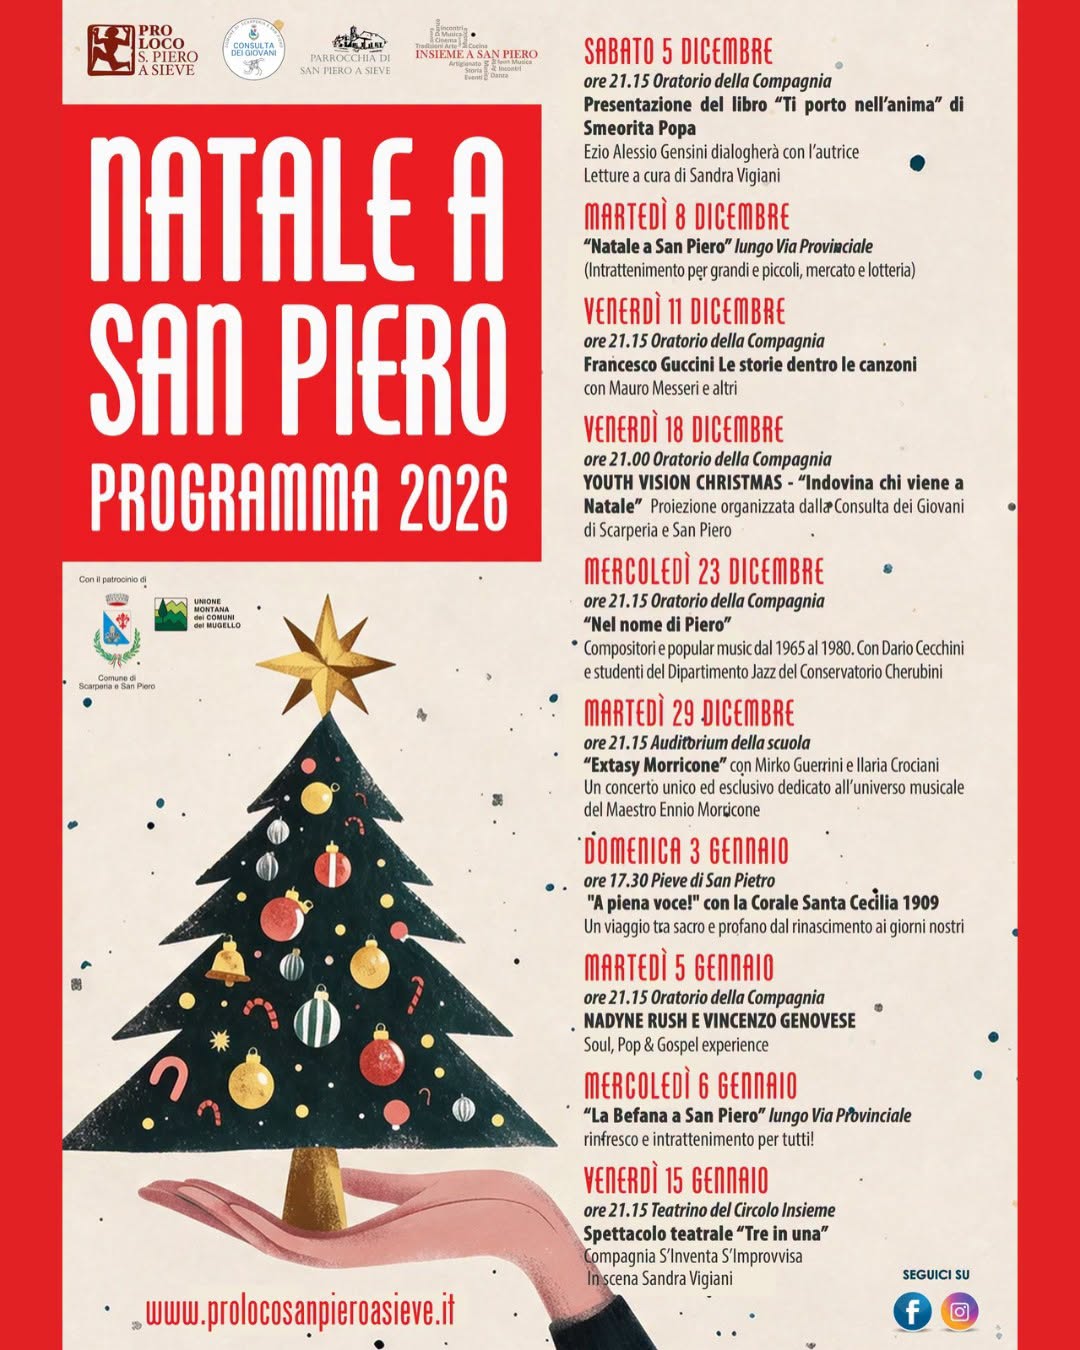 PRO
LOCO
S. PIERO
A SIEVE
CONSULTA
DEI GIOVANI
PARROCCHIA DI
SAN PIERO A SIEVE
Incontri
Musica
Cinema
Danza
Tradizioni Arte
Cucina
INSIEME A SAN PIERO
Artigianato
Storia
Eventi
Musica
Incontri
Danza
NATALE A
SAN PIERO
PROGRAMMA 2026
Con il patrocinio di
UNIONE
MONTANA
dei COMUNI
del MUGELLO
Comune di
Scarperia e San Piero
www.prolocosanpieroasieve.it
SABATO 5 DICEMBRE
ore 21.15 Oratorio della Compagnia
Presentazione del libro “Ti porto nell’anima” di
Smeorita Popa
Ezio Alessio Gensini dialogherà con l’autrice
Letture a cura di Sandra Vigiani
MARTEDÌ 8 DICEMBRE
“Natale a San Piero” lungo Via Provinciale
(Intrattenimento per grandi e piccoli, mercato e lotteria)
VENERDÌ 11 DICEMBRE
ore 21.15 Oratorio della Compagnia
Francesco Guccini Le storie dentro le canzoni
con Mauro Messeri e altri
VENERDÌ 18 DICEMBRE
ore 21.00 Oratorio della Compagnia
YOUTH VISION CHRISTMAS - “Indovina chi viene a
Natale” Proiezione organizzata dalla Consulta dei Giovani
di Scarperia e San Piero
MERCOLEDÌ 23 DICEMBRE
ore 21.15 Oratorio della Compagnia
“Nel nome di Piero”
Compositori e popular music dal 1965 al 1980. Con Dario Cecchini
e studenti del Dipartimento Jazz del Conservatorio Cherubini
MARTEDÌ 29 DICEMBRE
ore 21.15 Auditorium della scuola
“Extasy Morricone” con Mirko Guerrini e Ilaria Crociani
Un concerto unico ed esclusivo dedicato all’universo musicale
del Maestro Ennio Morricone
DOMENICA 3 GENNAIO
ore 17.30 Pieve di San Pietro
"A piena voce!" con la Corale Santa Cecilia 1909
Un viaggio tra sacro e profano dal rinascimento ai giorni nostri
MARTEDÌ 5 GENNAIO
ore 21.15 Oratorio della Compagnia
NADYNE RUSH E VINCENZO GENOVESE
Soul, Pop & Gospel experience
MERCOLEDÌ 6 GENNAIO
“La Befana a San Piero” lungo Via Provinciale
rinfresco e intrattenimento per tutti!
VENERDÌ 15 GENNAIO
ore 21.15 Teatrino del Circolo Insieme
Spettacolo teatrale “Tre in una”
Compagnia S’Inventa S’Improvvisa
In scena Sandra Vigiani
SEGUICI SU